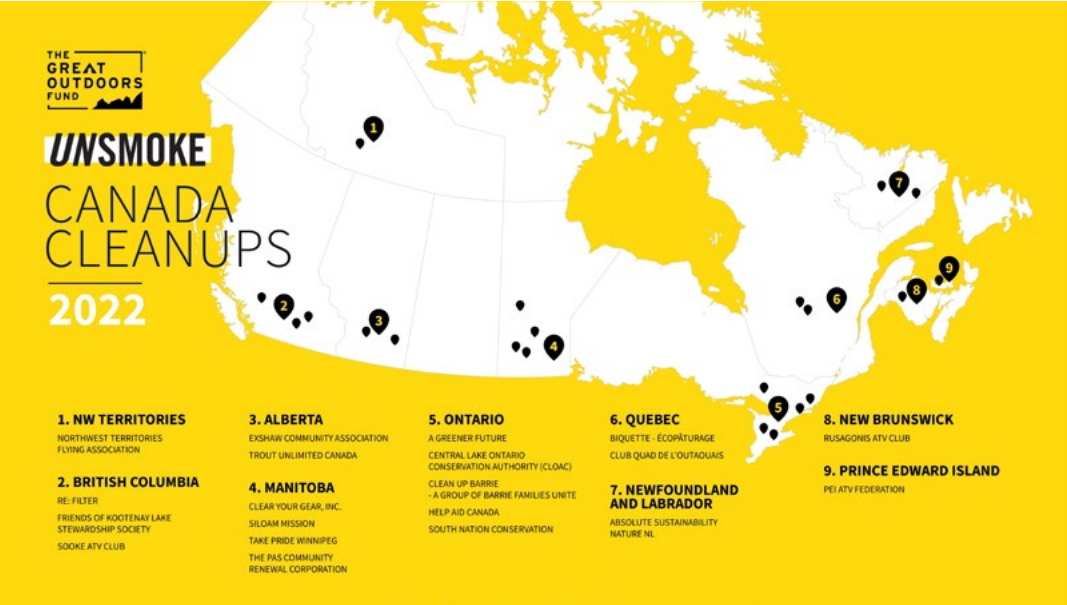 THE
GREAT
OUTDOORS
FUND
UNSMOKE
CANADA
CLEANUPS
2022
1
2
3
4
5
6
7
8
9
1. NW TERRITORIES
NORTHWEST TERRITORIES
FLYING ASSOCIATION
2. BRITISH COLUMBIA
RE: FILTER
FRIENDS OF KOOTENAY LAKE
STEWARDSHIP SOCIETY
SOOKE ATV CLUB
3. ALBERTA
EXSHAW COMMUNITY ASSOCIATION
TROUT UNLIMITED CANADA
4. MANITOBA
CLEAR YOUR GEAR, INC.
SILOAM MISSION
TAKE PRIDE WINNIPEG
THE PAS COMMUNITY
RENEWAL CORPORATION
5. ONTARIO
A GREENER FUTURE
CENTRAL LAKE ONTARIO
CONSERVATION AUTHORITY (CLOAC)
CLEAN UP BARRIE
- A GROUP OF BARRIE FAMILIES UNITE
HELP AID CANADA
SOUTH NATION CONSERVATION
6. QUEBEC
BIQUETTE - ÉCOPÂTURAGE
CLUB QUAD DE L'OUTAOUAIS
7. NEWFOUNDLAND
AND LABRADOR
ABSOLUTE SUSTAINABILITY
NATURE NL
8. NEW BRUNSWICK
RUSAGONIS ATV CLUB
9. PRINCE EDWARD ISLAND
PEI ATV FEDERATION